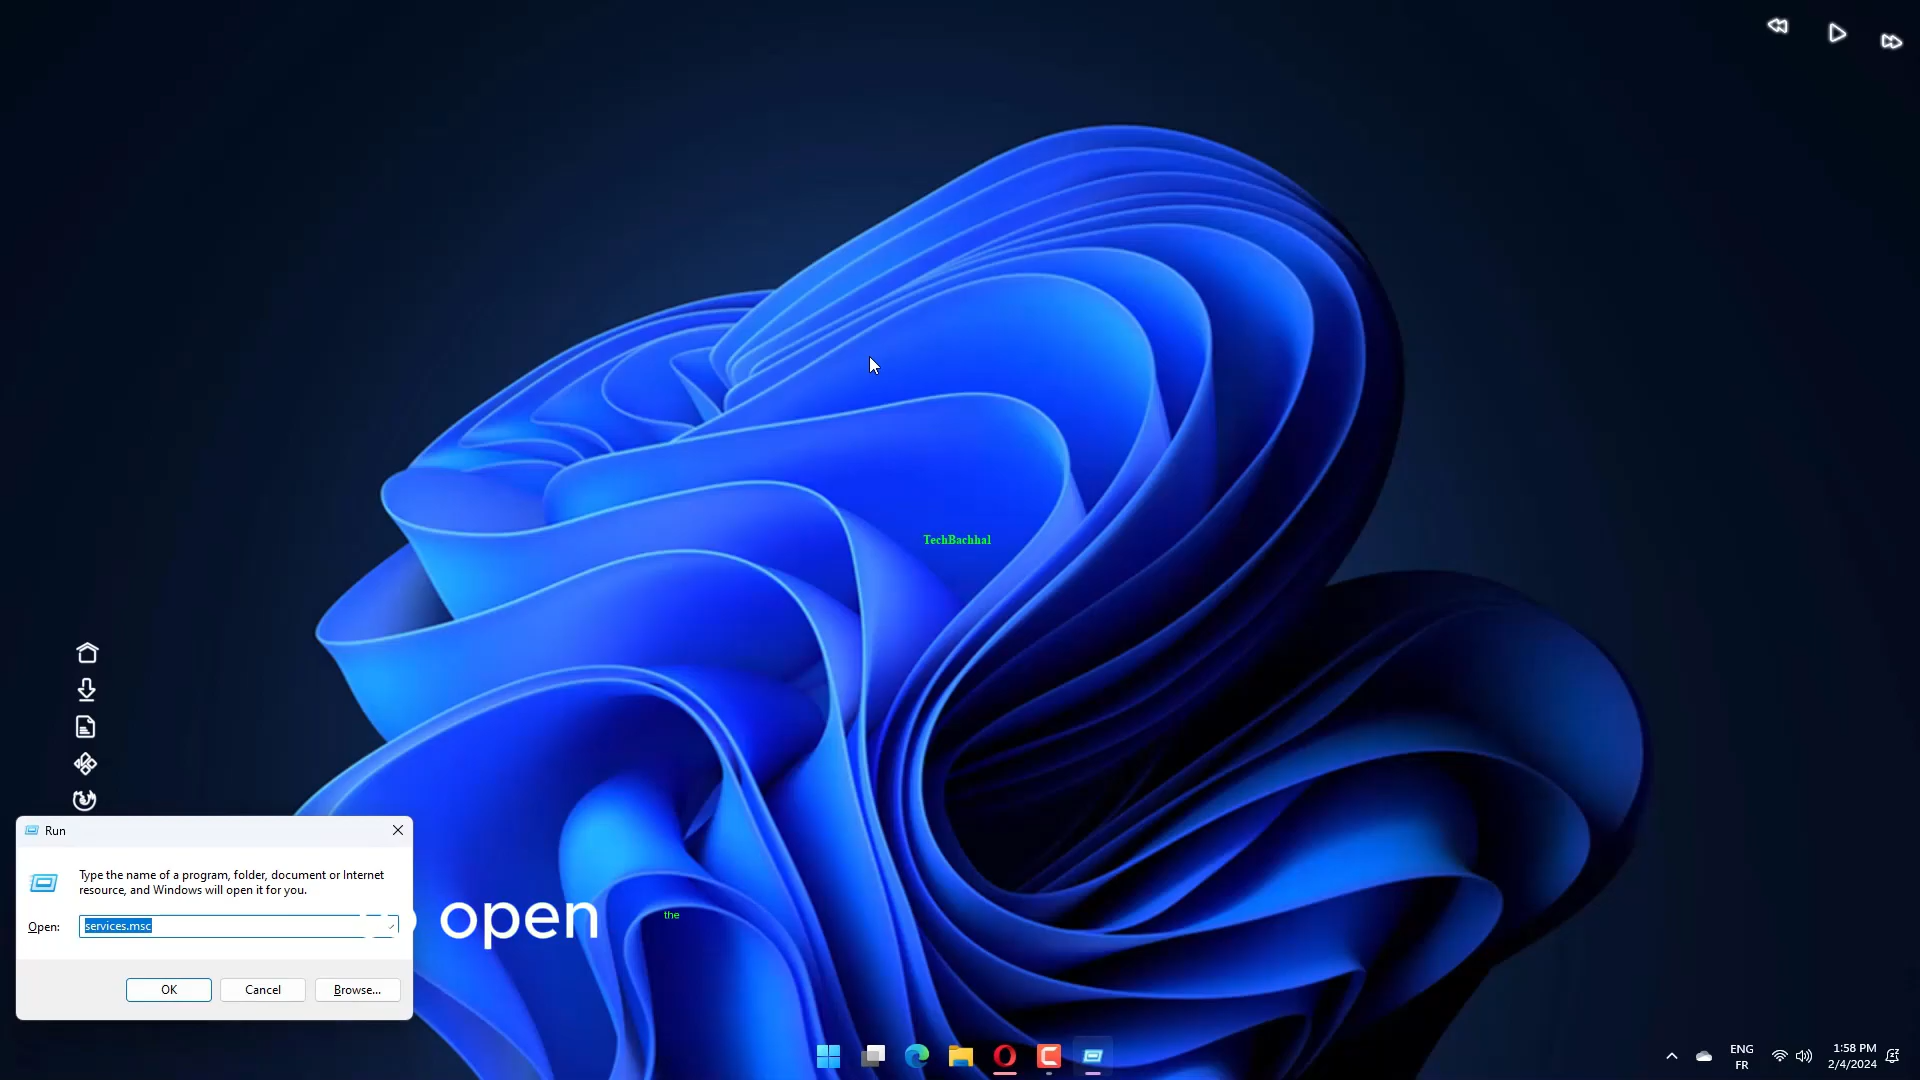 TechBachhal
Run
Type the name of a program, folder, document or Internet
resource, and Windows will open it for you.
Open:
services.msc
open
the
OK
Cancel
Browse...
ENG
FR
1:58 PM
2/4/2024